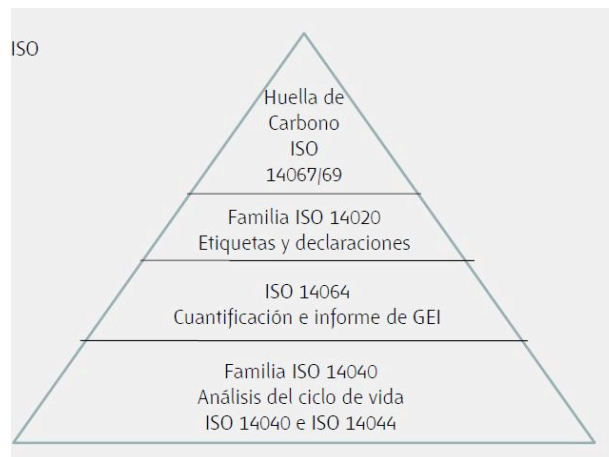 ISO
Huella de
Carbono
ISO
14067/69
Familia ISO 14020
Etiquetas y declaraciones
ISO 14064
Cuantificación e informe de GEI
Familia ISO 14040
Análisis del ciclo de vida
ISO 14040 e ISO 14044